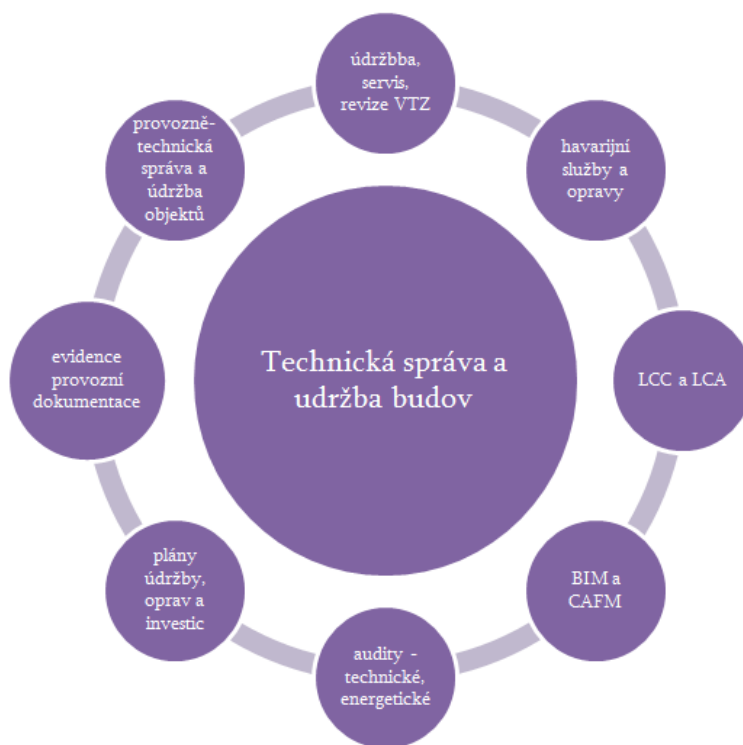 údržbba,
servis,
revize VTZ
havarijní
služby a
opravy
LCC a LCA
BIM a
CAFM
audity -
technické,
energetické
plány
údržby,
oprav a
investic
evidence
provozní
dokumentace
provozně-
technická
správa a
údržba
objektů
Technická správa a
udržba budov